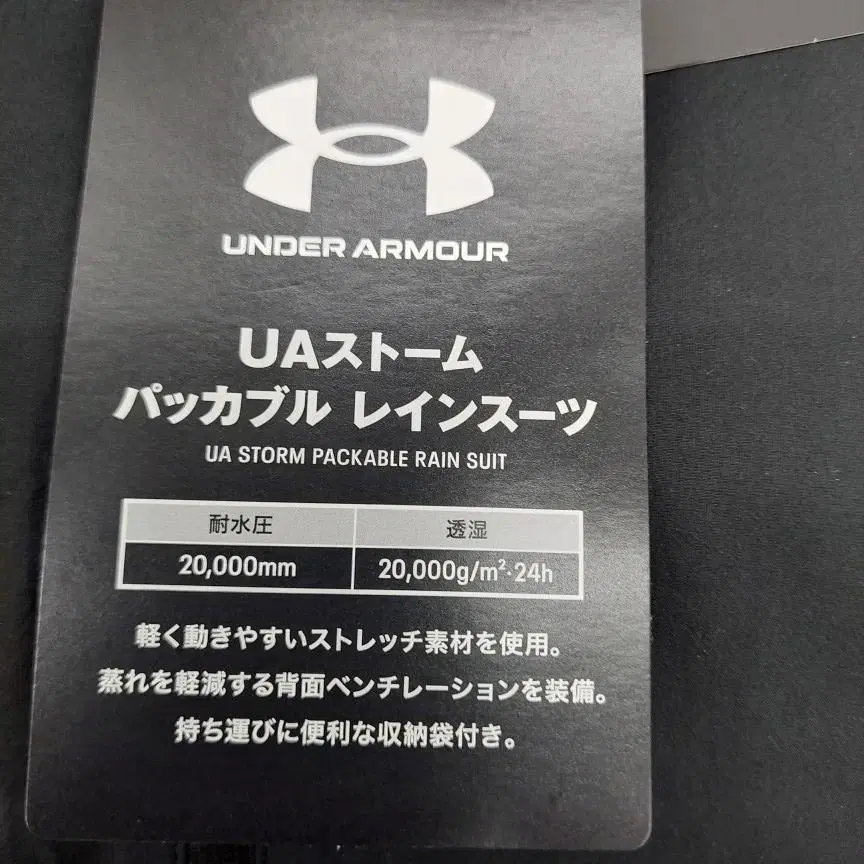 UNDER ARMOUR
UAストーム
パッカブル レインスーツ
UA STORM PACKABLE RAIN SUIT
耐水圧 透湿
20,000mm 20,000g/m²·24h
軽く動きやすいストレッチ素材を使用。
蒸れを軽減する背面ベンチレーションを装備。
持ち運びに便利な収納袋付き。